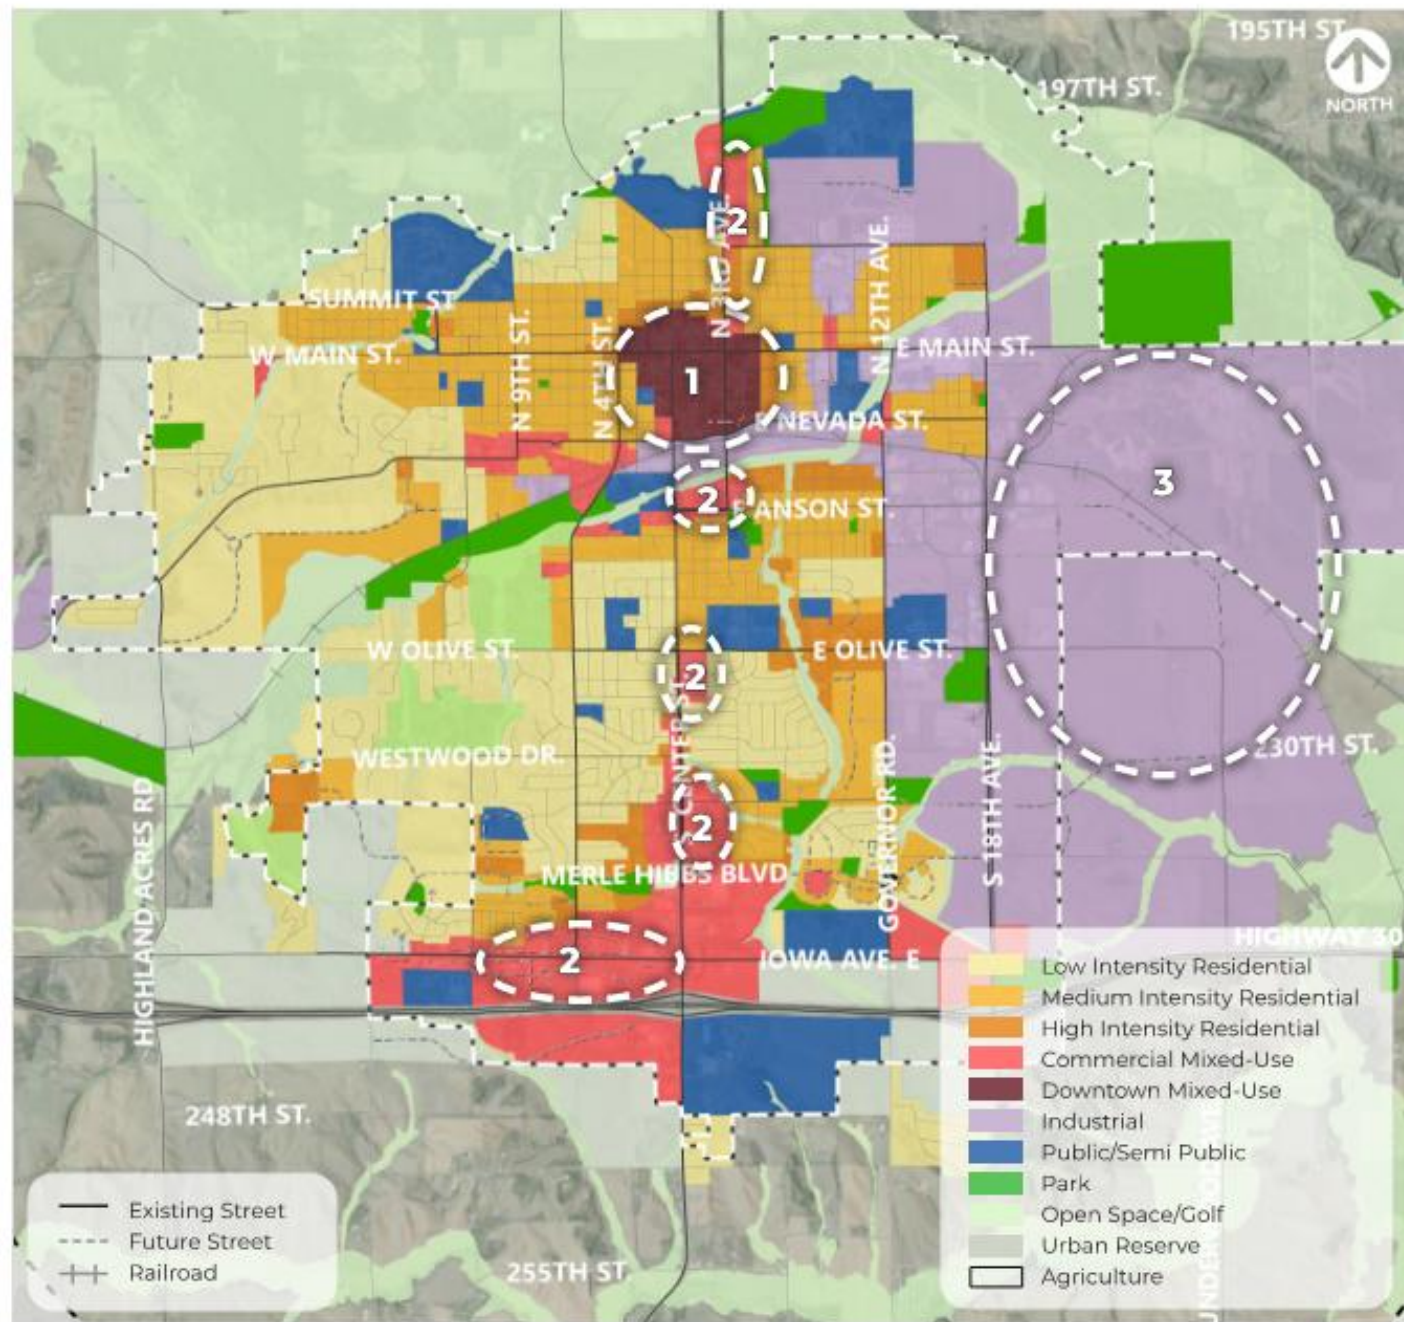 195TH ST.
197TH ST.
NORTH
2
N 3RD AVE.
N 12TH AVE.
SUMMIT ST
N 9TH ST.
N 4TH ST.
W MAIN ST.
E MAIN ST.
1
E NEVADA ST.
3
2
E ANSON ST.
W OLIVE ST.
E OLIVE ST.
2
S CENTER ST.
WESTWOOD DR.
230TH ST.
HIGHLAND ACRES RD
GOVERNOR RD.
S 18TH AVE.
2
MERLE HIBBS BLVD
2
IOWA AVE. E
HIGHWAY 30
Low Intensity Residential
Medium Intensity Residential
High Intensity Residential
Commercial Mixed-Use
Downtown Mixed-Use
Industrial
Public/Semi Public
Park
Open Space/Golf
Urban Reserve
Agriculture
248TH ST.
Existing Street
Future Street
Railroad
255TH ST.